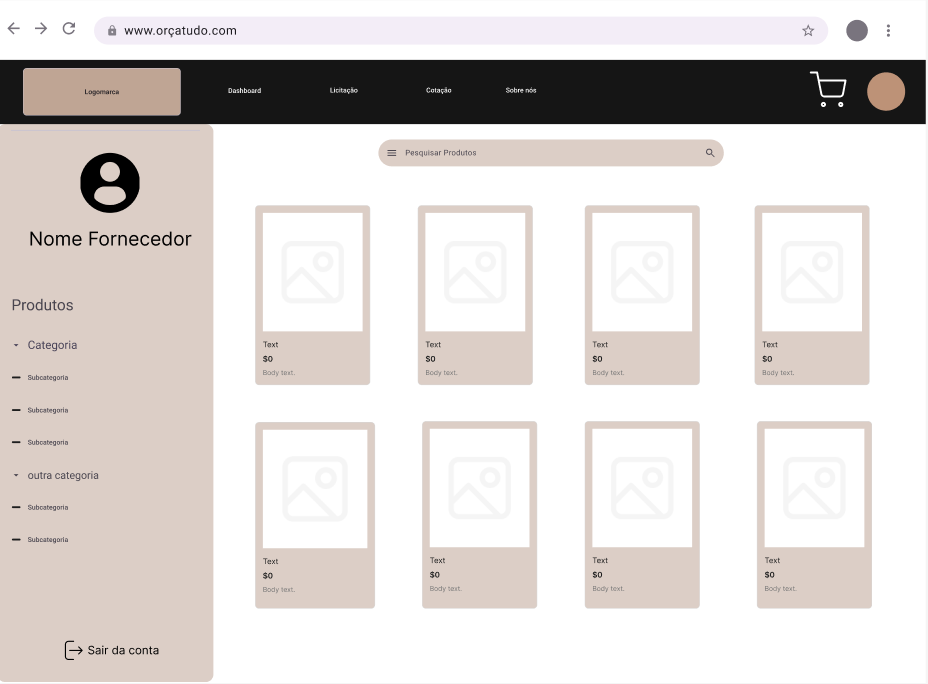 www.orçatudo.com
Logomarca
Dashboard
Licitação
Cotação
Sobre nós
Pesquisar Produtos
Nome Fornecedor
Produtos
Categoria
Subcategoria
Subcategoria
Subcategoria
outra categoria
Subcategoria
Subcategoria
Sair da conta
Text
$0
Body text.
Text
$0
Body text.
Text
$0
Body text.
Text
$0
Body text.
Text
$0
Body text.
Text
$0
Body text.
Text
$0
Body text.
Text
$0
Body text.